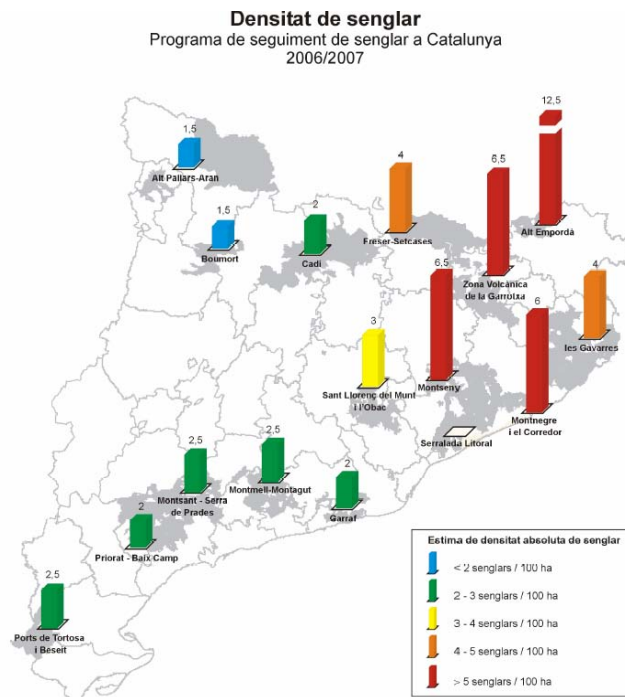 Densitat de senglar
Programa de seguiment de senglar a Catalunya
2006/2007
12,5
1,5
Alt Pallars-Aran
4
Freser-Setcases
6,5
Zona Volcànica
de la Garrotxa
Alt Empordà
1,5
Boumort
2
Cadí
6,5
Montseny
4
les Gavarres
3
Sant Llorenç del Munt
i l'Obac
6
Montnegre
i el Corredor
Serralada Litoral
2,5
Montsant - Serra
de Prades
2,5
Montmell-Montagut
2
Garraf
2
Priorat - Baix Camp
2,5
Ports de Tortosa
i Beseit
Estima de densitat absoluta de senglar
< 2 senglars / 100 ha
2 - 3 senglars / 100 ha
3 - 4 senglars / 100 ha
4 - 5 senglars / 100 ha
> 5 senglars / 100 ha